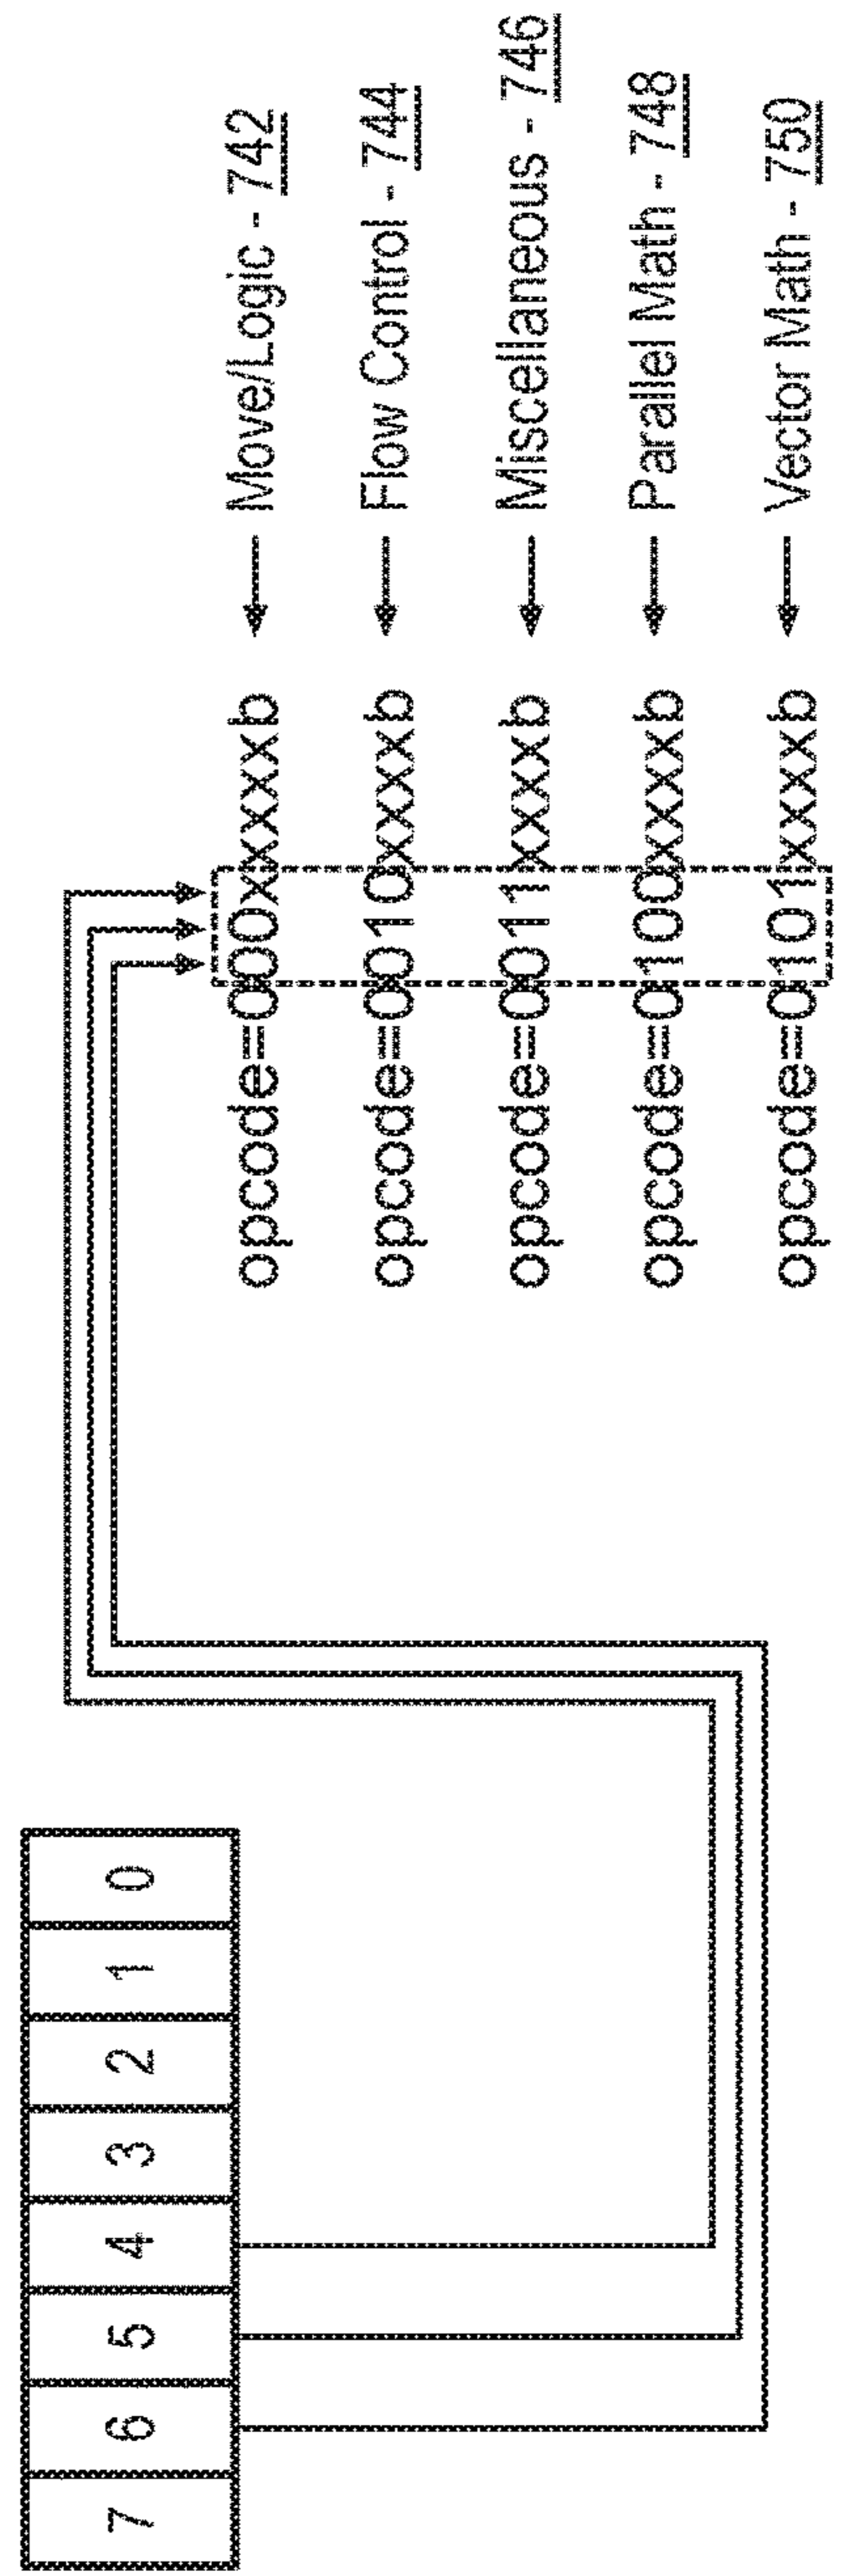 7 6 5 4 3 2 1 0
opcode=000xxxxxb Move/Logic - 742
opcode=0010xxxxb Flow Control - 744
opcode=0011xxxxb Miscellaneous - 746
opcode=0100xxxxb Parallel Math - 748
opcode=0101xxxxb Vector Math - 750